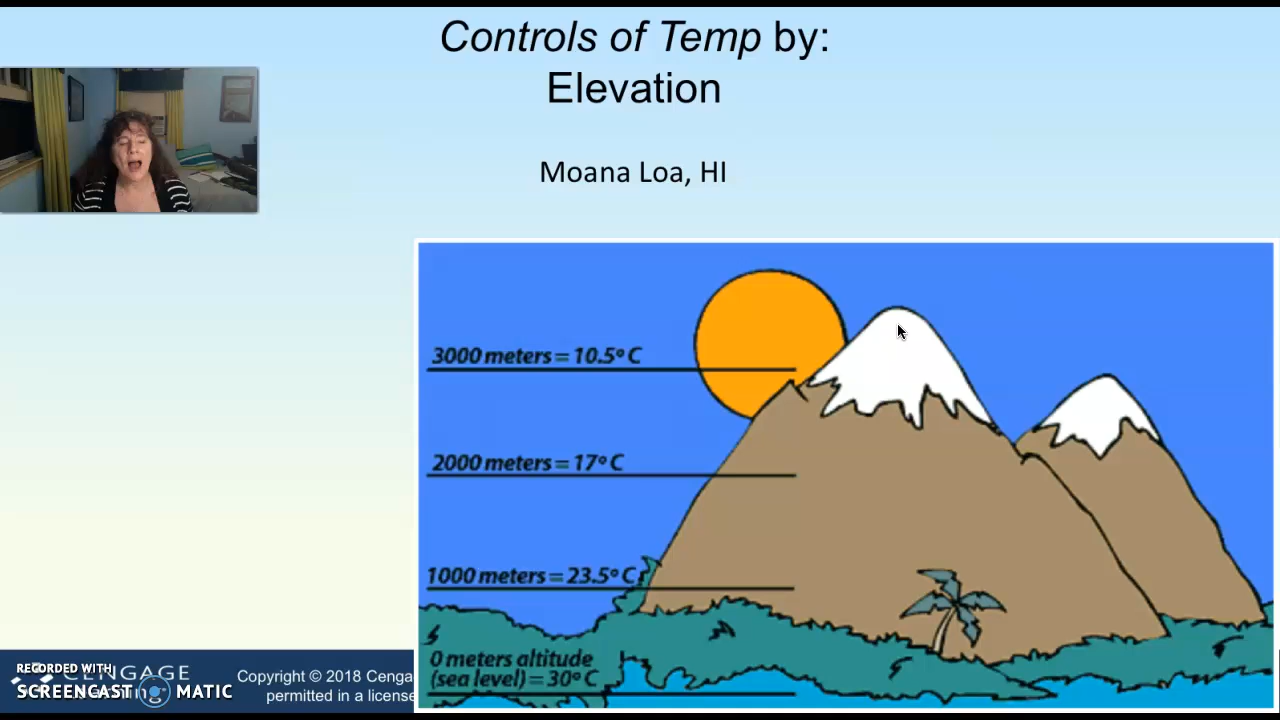 Controls of Temp by:
Elevation
Moana Loa, HI
3000 meters = 10.5° C
2000 meters = 17° C
1000 meters = 23.5° C
0 meters altitude
(sea level) = 30° C
RECORDED WITH
CENGAGE
SCREENCAST MATIC
Copyright © 2018 Cenga
permitted in a license